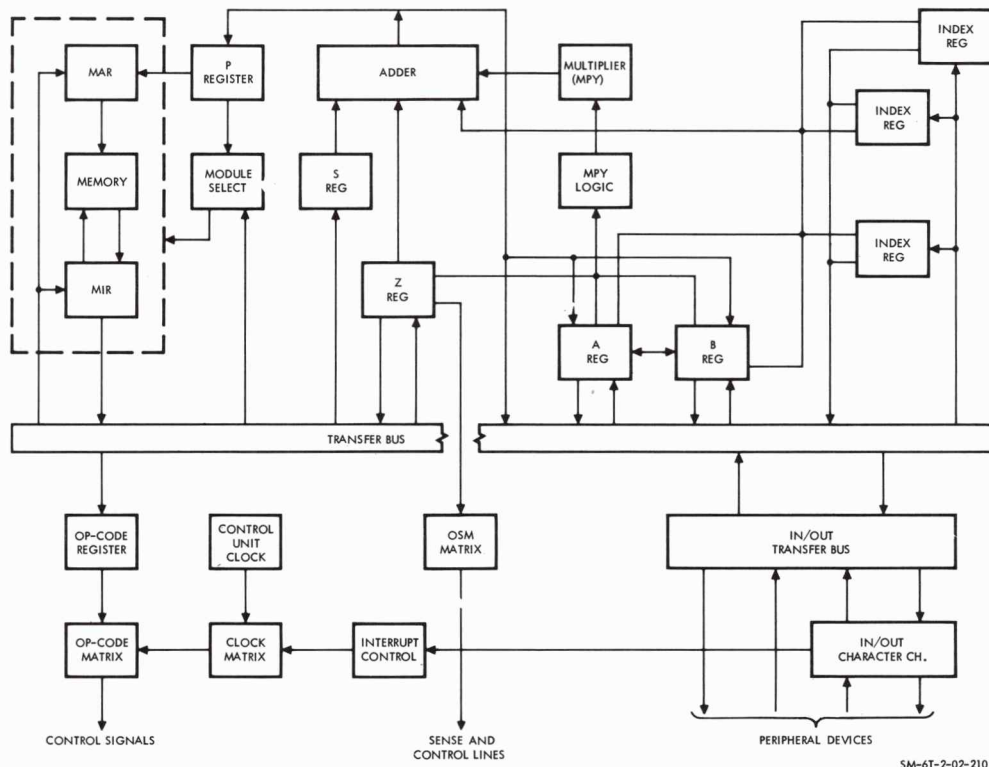 MAR
P
REGISTER
ADDER
MULTIPLIER
(MPY)
INDEX
REG
INDEX
REG
MEMORY
MODULE
SELECT
S
REG
MPY
LOGIC
INDEX
REG
MIR
Z
REG
A
REG
B
REG
TRANSFER BUS
OP-CODE
REGISTER
CONTROL
UNIT
CLOCK
OSM
MATRIX
IN/OUT
TRANSFER BUS
OP-CODE
MATRIX
CLOCK
MATRIX
INTERRUPT
CONTROL
IN/OUT
CHARACTER CH.
CONTROL SIGNALS
SENSE AND
CONTROL LINES
PERIPHERAL DEVICES
SM-6T-2-02-210